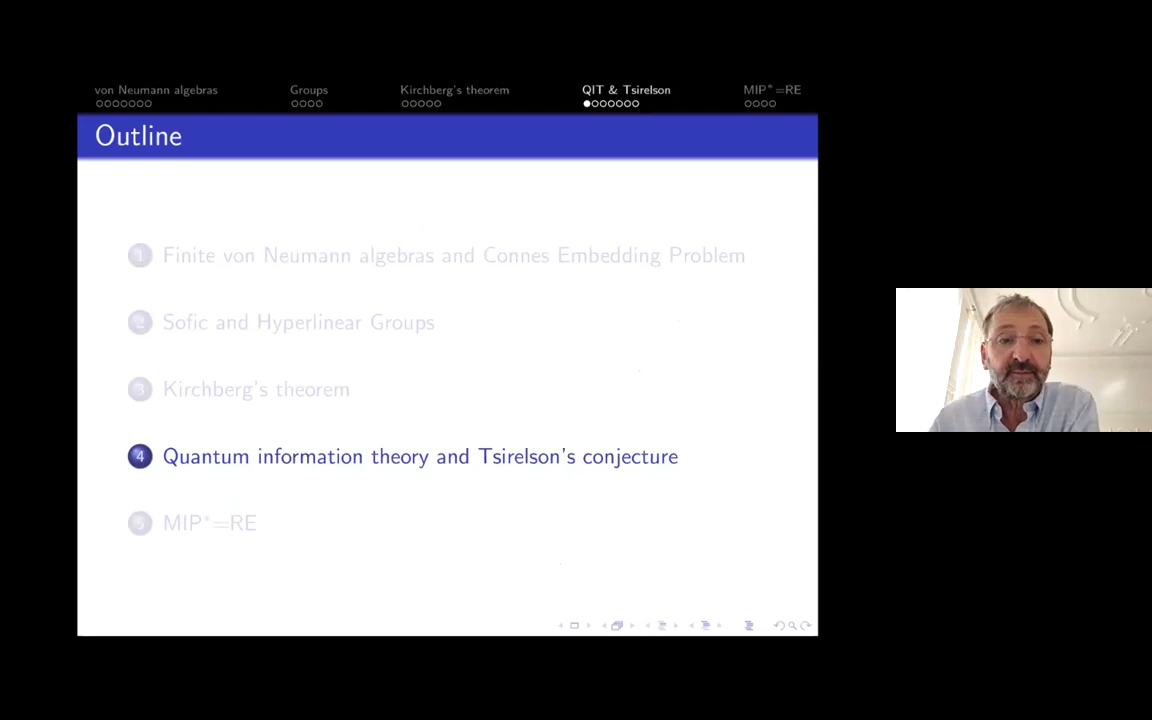 von Neumann algebras Groups Kirchberg's theorem QIT & Tsirelson MIP*=RE
Outline
1 Finite von Neumann algebras and Connes Embedding Problem
2 Sofic and Hyperlinear Groups
3 Kirchberg's theorem
4 Quantum information theory and Tsirelson's conjecture
5 MIP*=RE